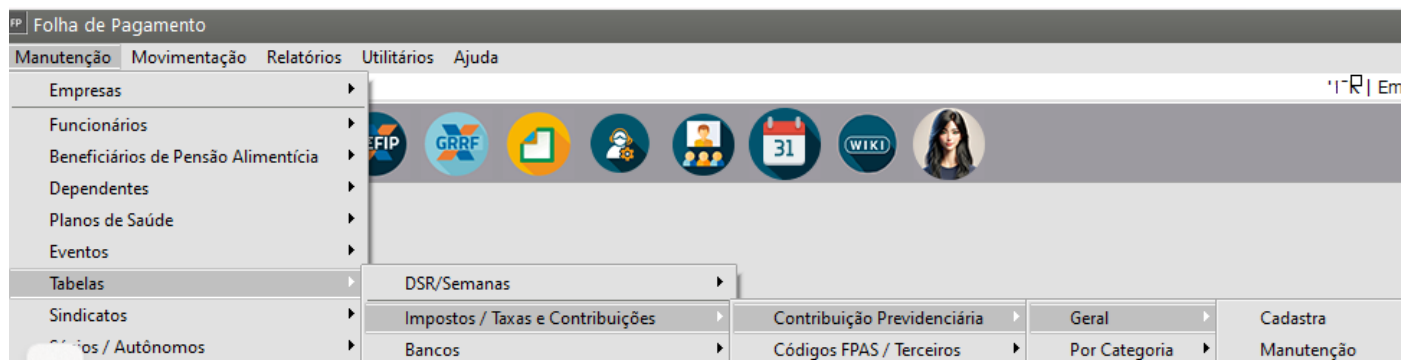 FP Folha de Pagamento
Manutenção Movimentação Relatórios Utilitários Ajuda
Empresas
| Em
Funcionários
Beneficiários de Pensão Alimentícia
GRRF
31
WIKI
Dependentes
Planos de Saúde
Eventos
Tabelas
DSR/Semanas
Sindicatos
Impostos / Taxas e Contribuições
Contribuição Previdenciária
Geral
Cadastra
/ Autônomos
Bancos
Códigos FPAS / Terceiros
Por Categoria
Manutenção